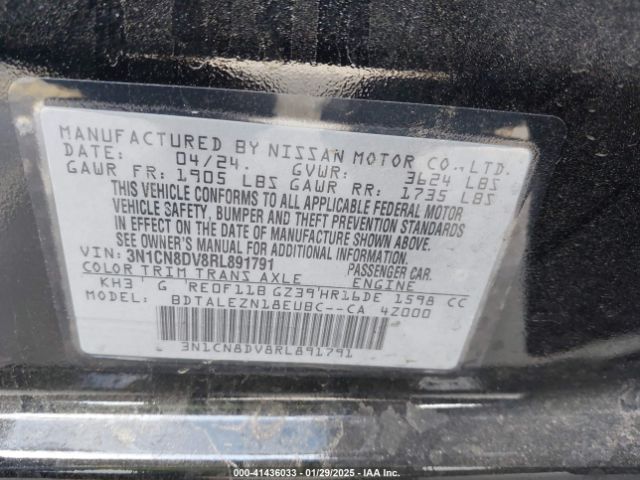 MANUFACTURED BY NISSAN MOTOR CO., LTD.
DATE: 04/24. GVWR: 3624 LBS
GAWR FR: 1905 LBS GAWR RR: 1735 LBS
THIS VEHICLE CONFORMS TO ALL APPLICABLE FEDERAL MOTOR
VEHICLE SAFETY, BUMPER AND THEFT PREVENTION STANDARDS
IN EFFECT ON THE DATE OF MANUFACTURE SHOWN ABOVE.
SEE OWNER'S MANUAL FOR ADDITIONAL INFORMATION.
VIN: 3N1CN8DV8RL891791 PASSENGER CAR.
COLOR TRIM TRANS AXLE ENGINE
KH3 G RE0F11B GZ39 HR16DE 1598 CC
BDTALEZN18EUBC--CA 4Z000
3N1CN8DV8RL891791
000-41436033 — 01/29/2025 — IAA Inc.